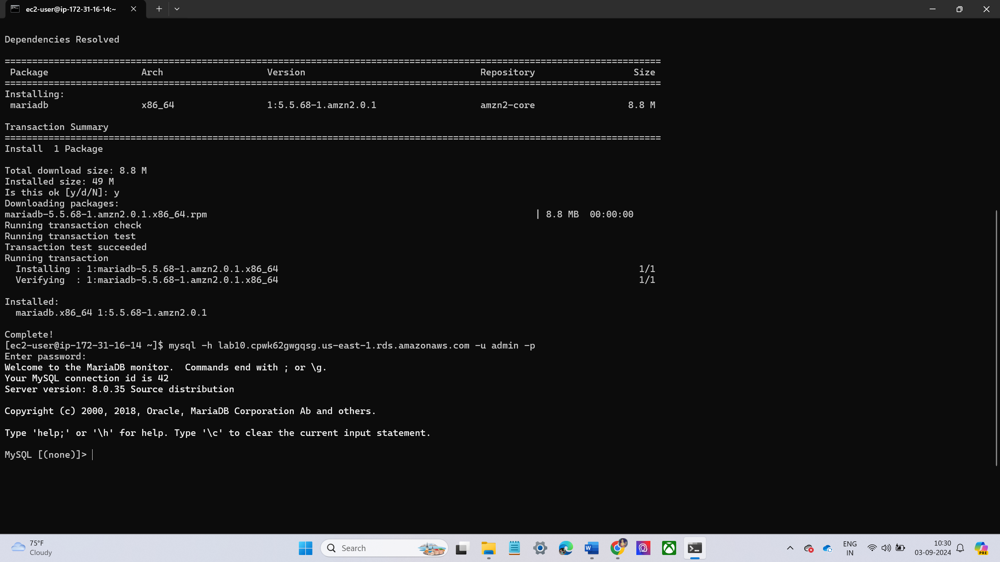 ec2-user@ip-172-31-16-14:~
Dependencies Resolved
========================================================================================================================
Package Arch Version Repository Size
========================================================================================================================
Installing:
mariadb x86_64 1:5.5.68-1.amzn2.0.1 amzn2-core 8.8 M
Transaction Summary
========================================================================================================================
Install  1 Package
Total download size: 8.8 M
Installed size: 49 M
Is this ok [y/d/N]: y
Downloading packages:
mariadb-5.5.68-1.amzn2.0.1.x86_64.rpm | 8.8 MB  00:00:00
Running transaction check
Running transaction test
Transaction test succeeded
Running transaction
Installing : 1:mariadb-5.5.68-1.amzn2.0.1.x86_64 1/1
Verifying  : 1:mariadb-5.5.68-1.amzn2.0.1.x86_64 1/1
Installed:
mariadb.x86_64 1:5.5.68-1.amzn2.0.1
Complete!
[ec2-user@ip-172-31-16-14 ~]$ mysql -h lab10.cpwk62gwgqsg.us-east-1.rds.amazonaws.com -u admin -p
Enter password:
Welcome to the MariaDB monitor.  Commands end with ; or \g.
Your MySQL connection id is 42
Server version: 8.0.35 Source distribution
Copyright (c) 2000, 2018, Oracle, MariaDB Corporation Ab and others.
Type 'help;' or '\h' for help. Type '\c' to clear the current input statement.
MySQL [(none)]>
75°F
Cloudy
Search
W
PRE
ENG
IN
10:30
03-09-2024